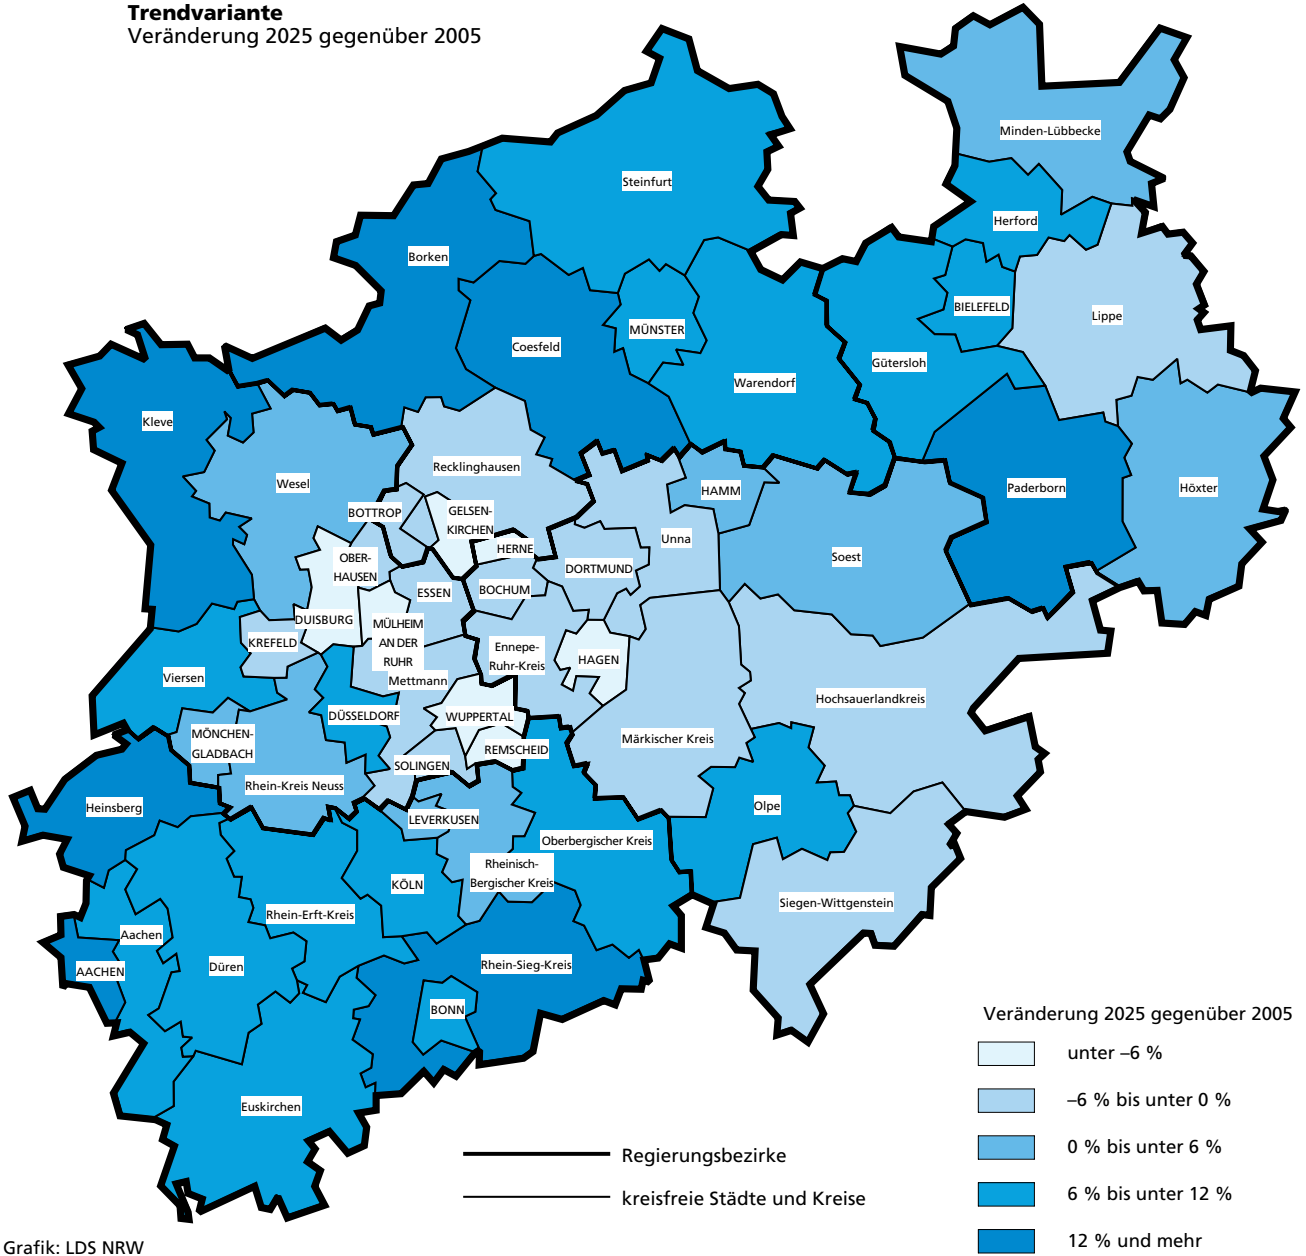 Trendvariante
Veränderung 2025 gegenüber 2005
Minden-Lübbecke
Steinfurt
Herford
Borken
BIELEFELD
Lippe
MÜNSTER
Coesfeld
Gütersloh
Warendorf
Kleve
Recklinghausen
Wesel
HAMM
Paderborn
Höxter
BOTTROP
GELSEN-
KIRCHEN
Unna
HERNE
Soest
OBER-
HAUSEN
DORTMUND
ESSEN
BOCHUM
DUISBURG
MÜLHEIM
AN DER
RUHR
KREFELD
Ennepe-
Ruhr-Kreis
HAGEN
Viersen
Mettmann
Hochsauerlandkreis
DÜSSELDORF
WUPPERTAL
MÖNCHEN-
GLADBACH
Märkischer Kreis
REMSCHEID
SOLINGEN
Rhein-Kreis Neuss
Heinsberg
Olpe
LEVERKUSEN
Oberbergischer Kreis
Rheinisch-
Bergischer Kreis
KÖLN
Siegen-Wittgenstein
Rhein-Erft-Kreis
Aachen
Düren
Rhein-Sieg-Kreis
AACHEN
BONN
Euskirchen
Veränderung 2025 gegenüber 2005
unter –6 %
–6 % bis unter 0 %
0 % bis unter 6 %
6 % bis unter 12 %
12 % und mehr
Regierungsbezirke
kreisfreie Städte und Kreise
Grafik: LDS NRW